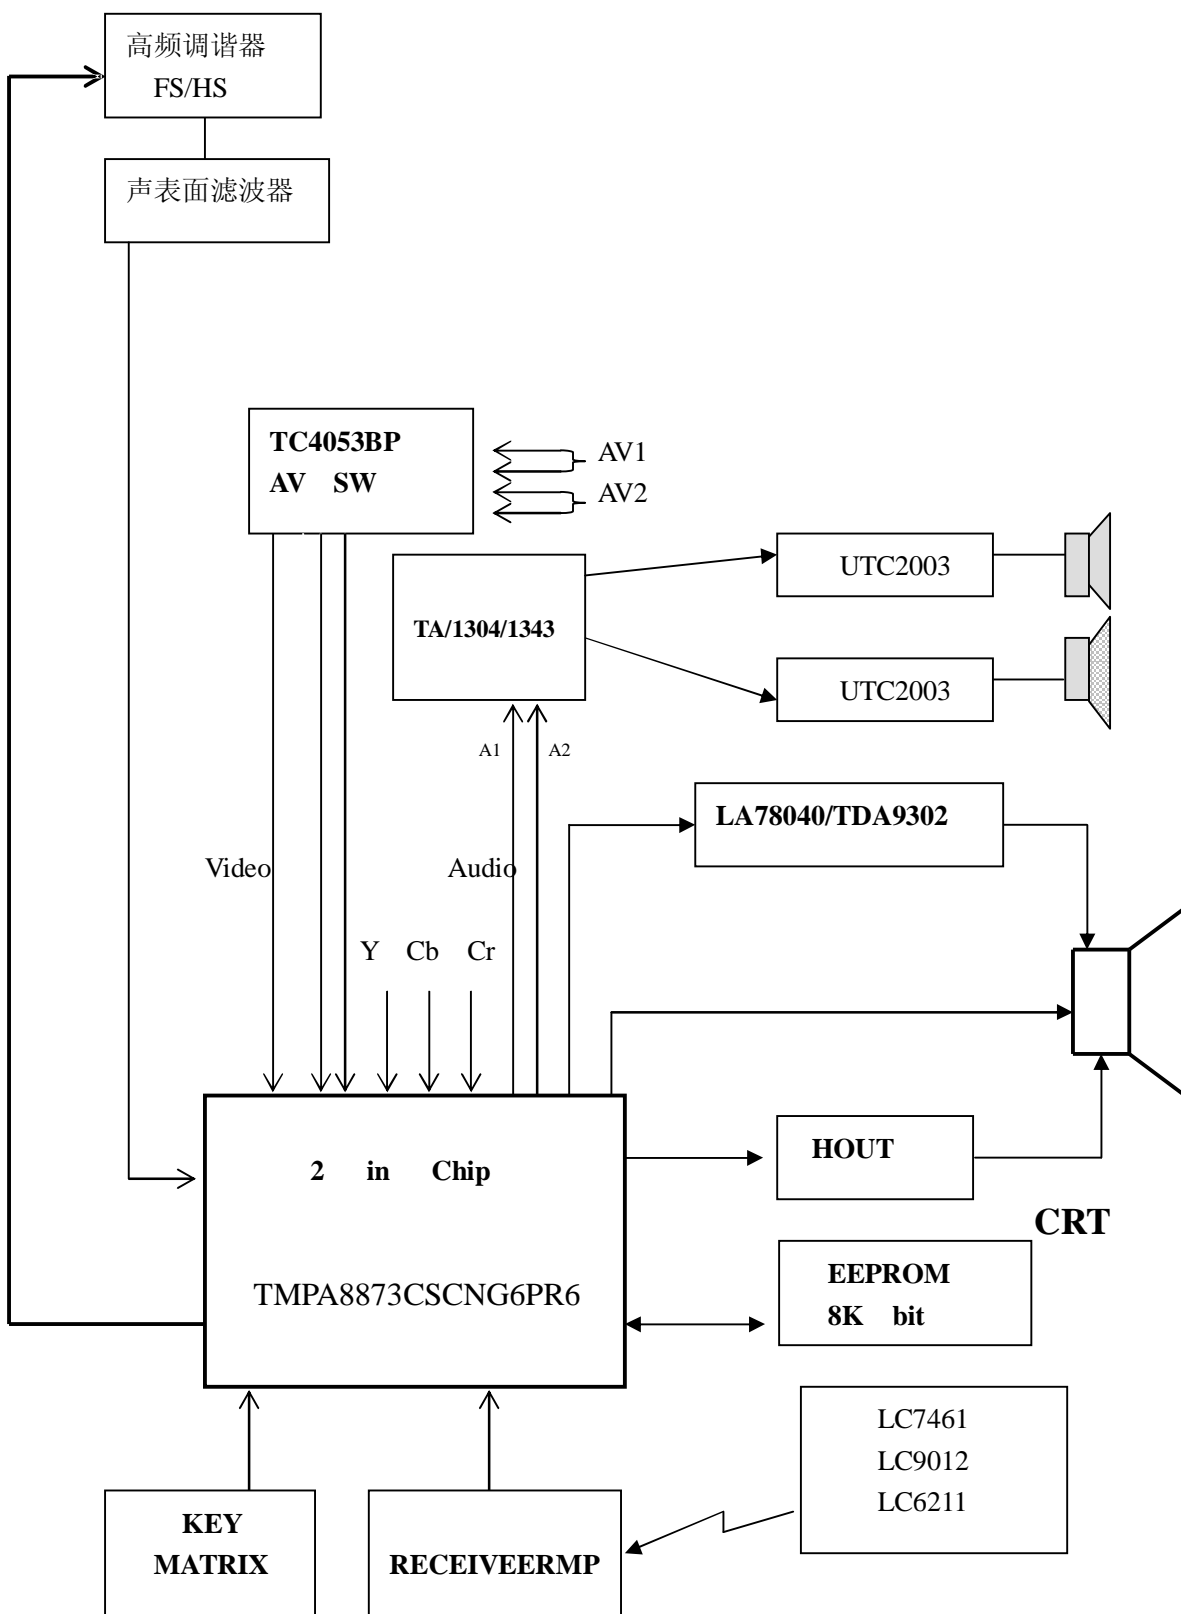 高频调谐器
FS/HS
声表面滤波器
TC4053BP
AV SW
AV1
AV2
UTC2003
TA/1304/1343
UTC2003
A1 A2
LA78040/TDA9302
Video Audio
Y Cb Cr
2 in Chip
HOUT
CRT
TMPA8873CSCNG6PR6
EEPROM
8K bit
LC7461
LC9012
LC6211
KEY
MATRIX
RECEIVEERMP